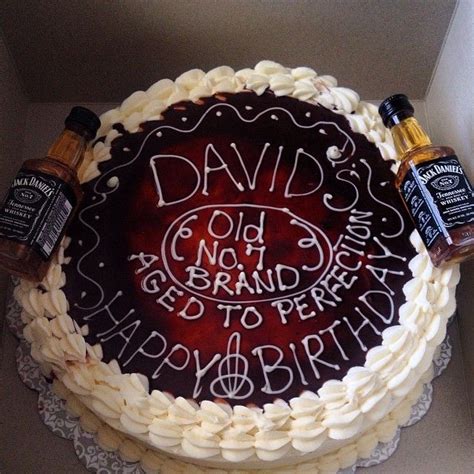 DAVID'S
Old
No.7
BRAND
AGED TO PERFECTION
HAPPY BIRTHDAY
JACK DANIEL'S
Tennessee
WHISKEY
JACK DANIEL'S
Tennessee
WHISKEY